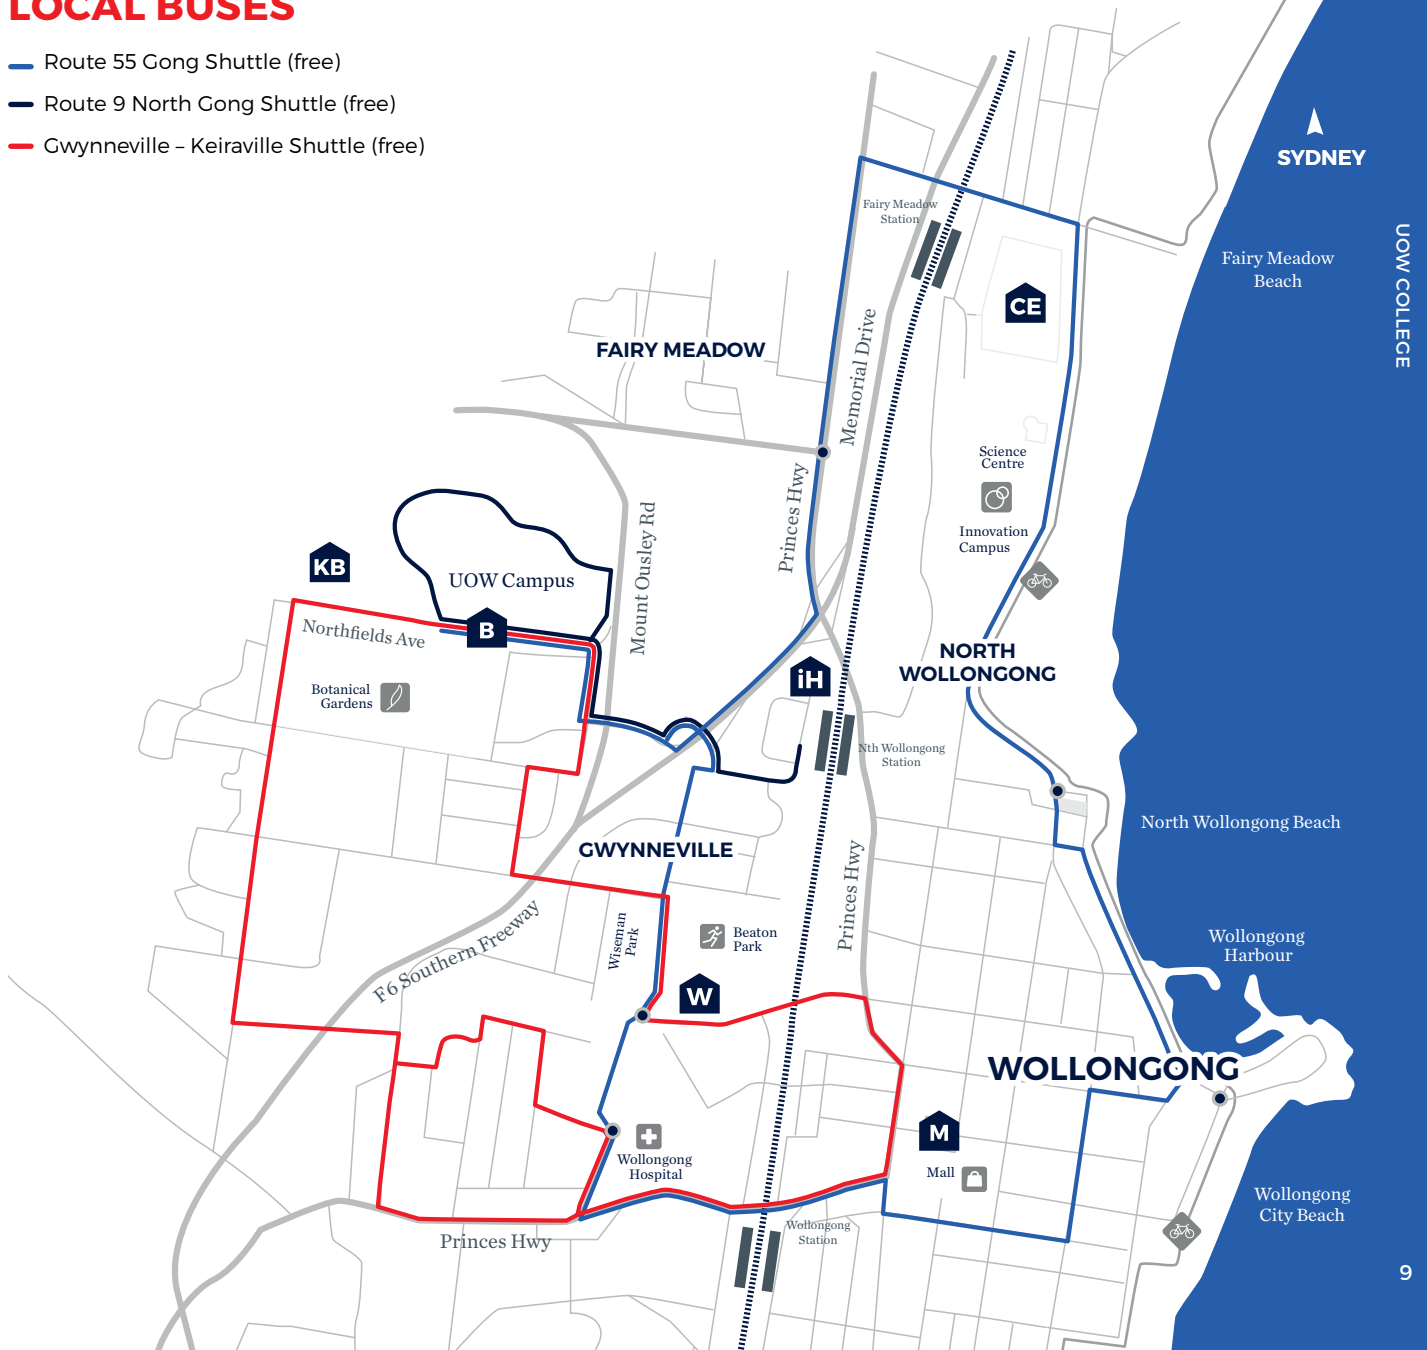 LOCAL BUSES
Route 55 Gong Shuttle (free)
Route 9 North Gong Shuttle (free)
Gwynneville – Keiraville Shuttle (free)
SYDNEY
UOW COLLEGE
Fairy Meadow
Station
Fairy Meadow
Beach
CE
FAIRY MEADOW
Memorial Drive
Science
Centre
Princes Hwy
Mount Ousley Rd
Innovation
Campus
KB
UOW Campus
B
Northfields Ave
NORTH
WOLLONGONG
iH
Botanical
Gardens
Nth Wollongong
Station
North Wollongong Beach
GWYNNEVILLE
Princes Hwy
F6 Southern Freeway
Wiseman
Park
Beaton
Park
Wollongong
Harbour
W
WOLLONGONG
M
Wollongong
Hospital
Mall
Wollongong
City Beach
Wollongong
Station
Princes Hwy
9